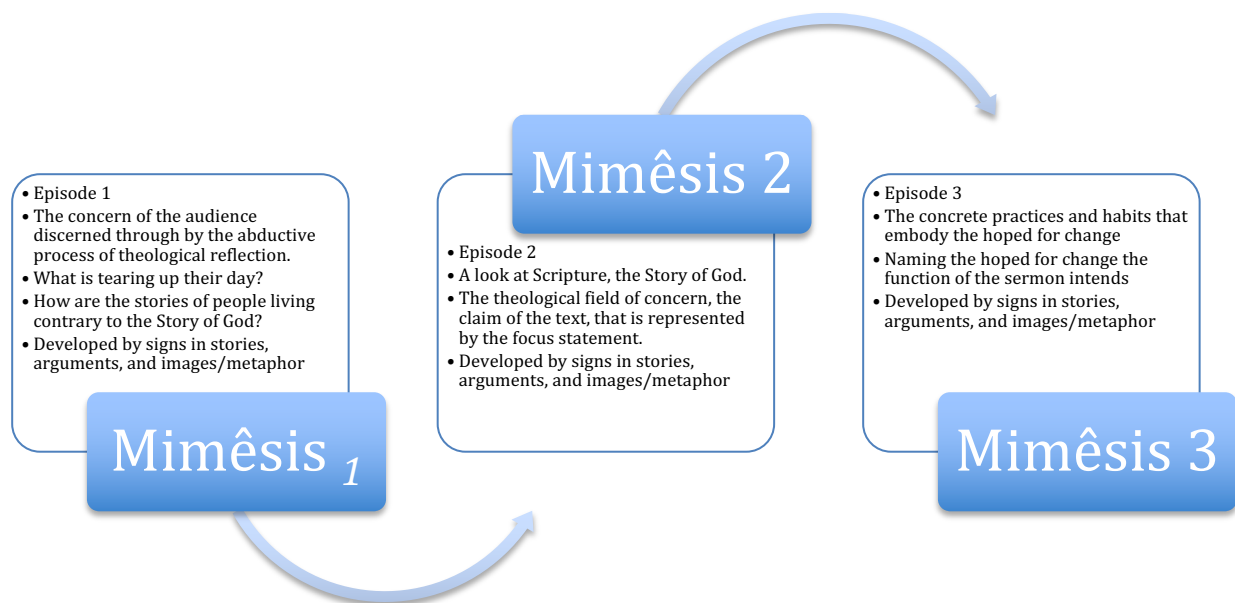 • Episode 1
• The concern of the audience
discerned through by the abductive
process of theological reflection.
• What is tearing up their day?
• How are the stories of people living
contrary to the Story of God?
• Developed by signs in stories,
arguments, and images/metaphor
Mimêsis 1
Mimêsis 2
• Episode 2
• A look at Scripture, the Story of God.
• The theological field of concern, the
claim of the text, that is represented
by the focus statement.
• Developed by signs in stories,
arguments, and images/metaphor
• Episode 3
• The concrete practices and habits that
embody the hoped for change
• Naming the hoped for change the
function of the sermon intends
• Developed by signs in stories,
arguments, and images/metaphor
Mimêsis 3